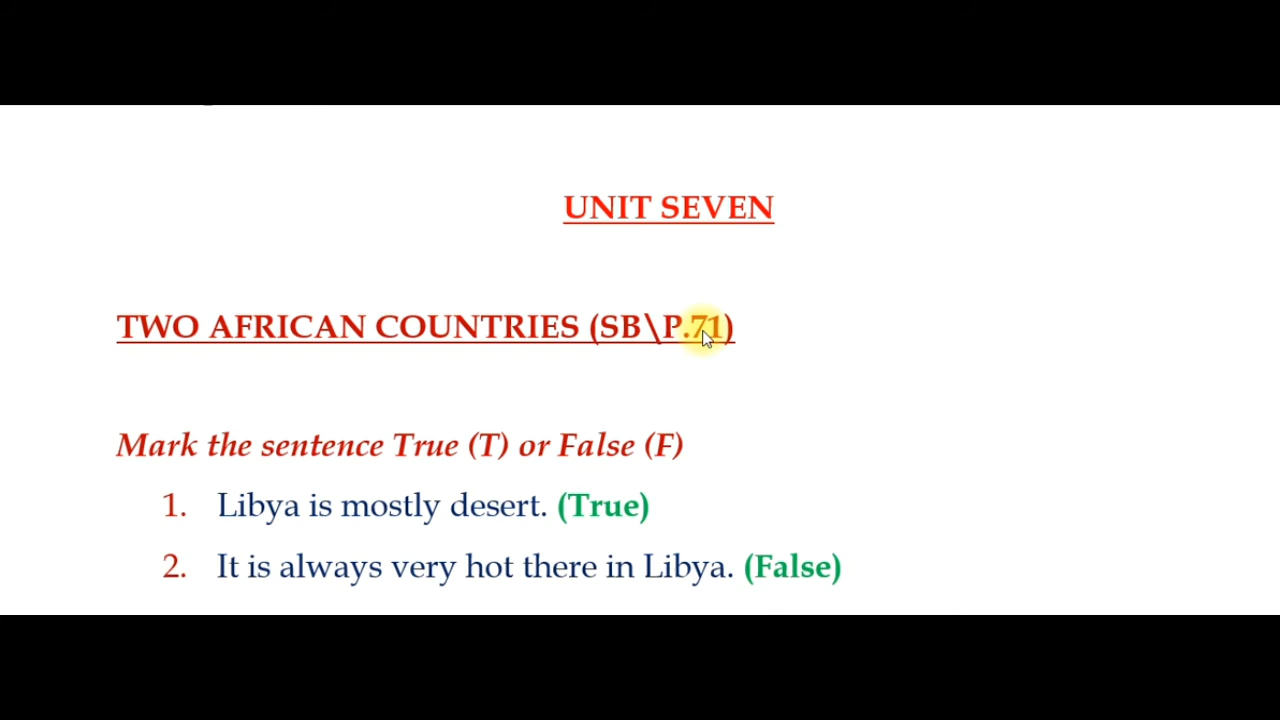 UNIT SEVEN
TWO AFRICAN COUNTRIES (SB\P.71)
Mark the sentence True (T) or False (F)
1. Libya is mostly desert. (True)
2. It is always very hot there in Libya. (False)